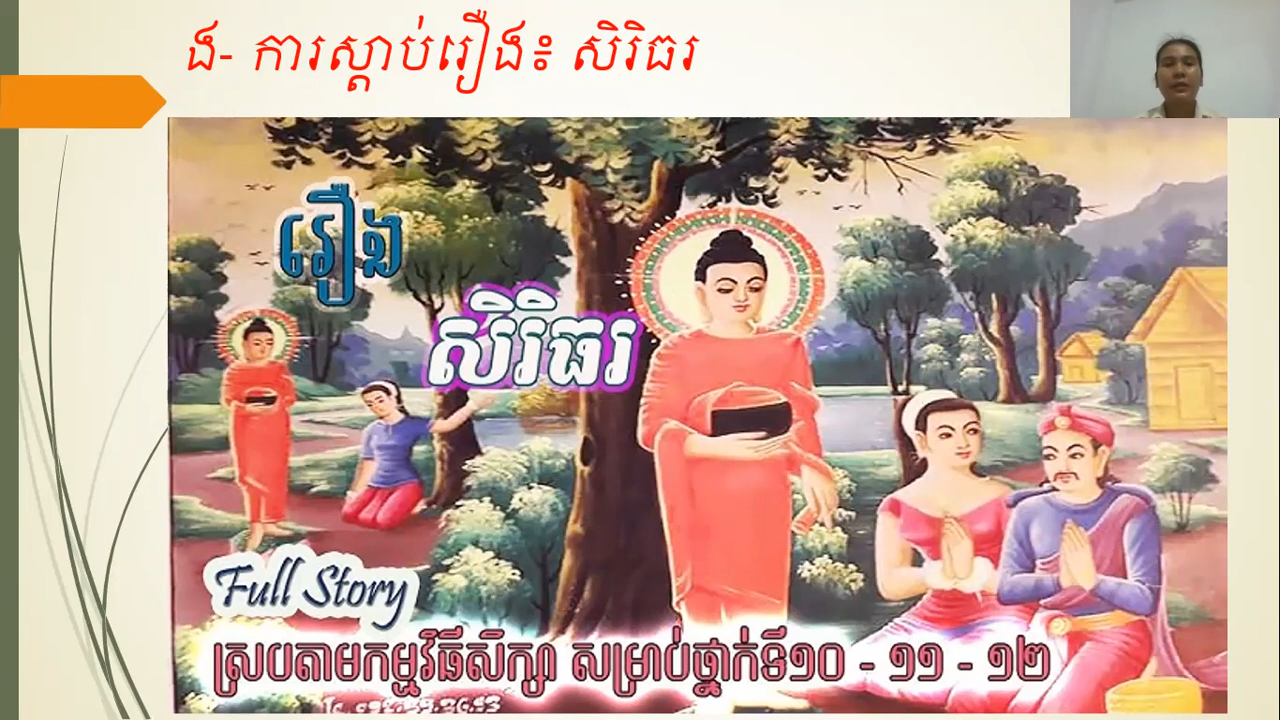 ង- ការស្តាប់រឿង៖ សិរិធរ
រឿង
សិរិធរ
Full Story
ស្របតាមកម្មវិធីសិក្សា សម្រាប់ថ្នាក់ទី១០ - ១១ - ១២